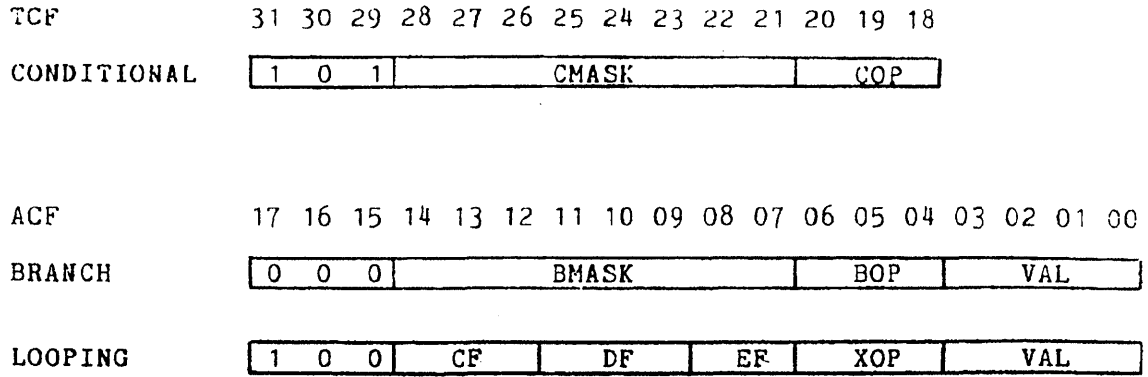 TCF 31 30 29 28 27 26 25 24 23 22 21 20 19 18
CONDITIONAL 1 0 1 CMASK COP
ACF 17 16 15 14 13 12 11 10 09 08 07 06 05 04 03 02 01 00
BRANCH 0 0 0 BMASK BOP VAL
LOOPING 1 0 0 CF DF EF XOP VAL